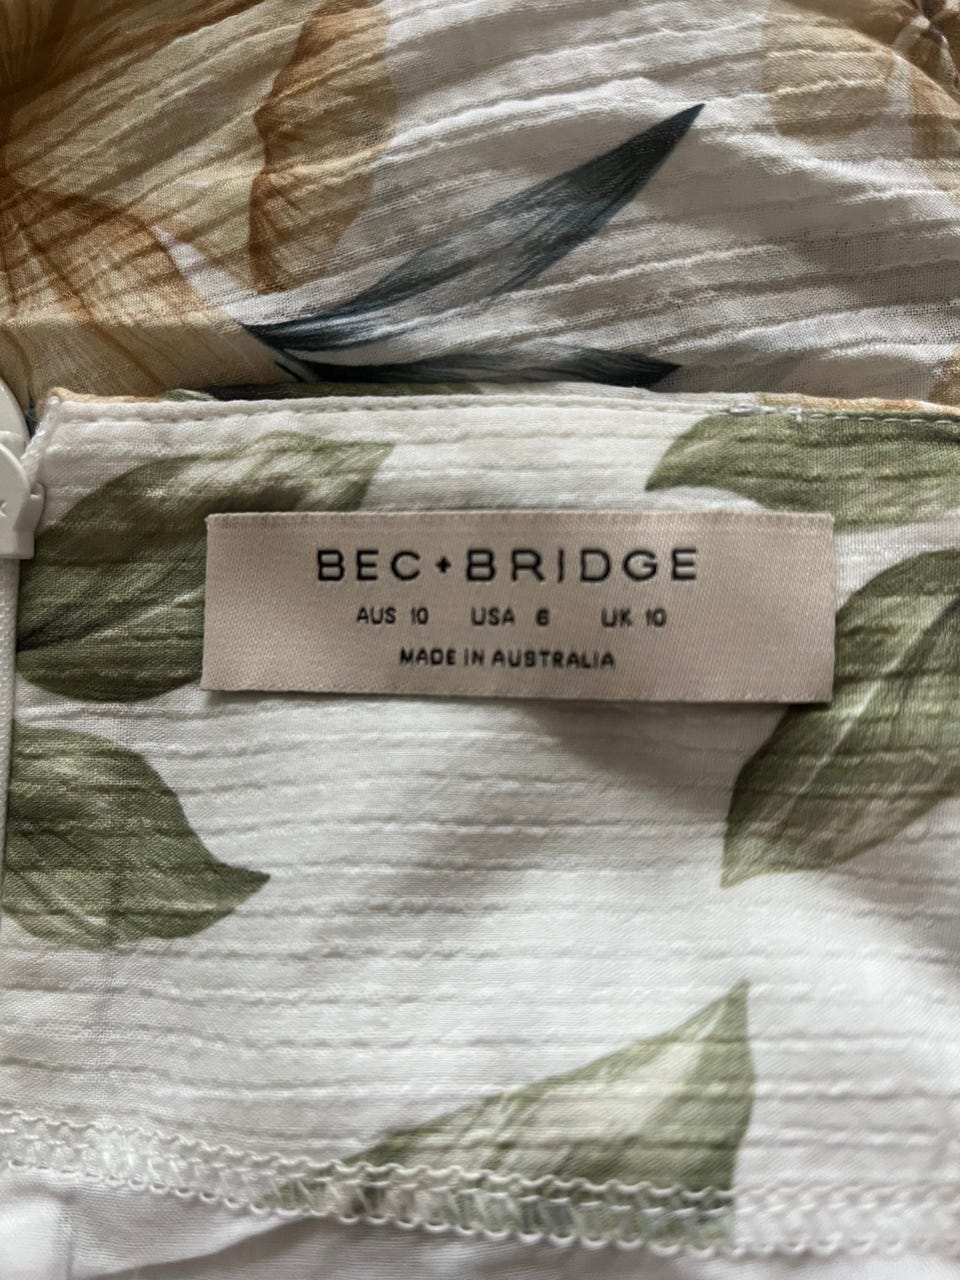 BEC + BRIDGE
AUS 10 USA 6 UK 10
MADE IN AUSTRALIA